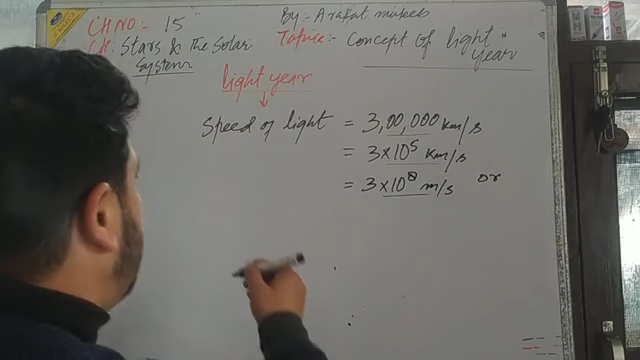 CH NO:- 15
By:- Arafat
CH: Stars & The Solar System
Topic:- Concept Of light year
light year
Speed of light = 3,00,000 km/s
= 3×10⁵ km/s
= 3×10⁸ m/s or